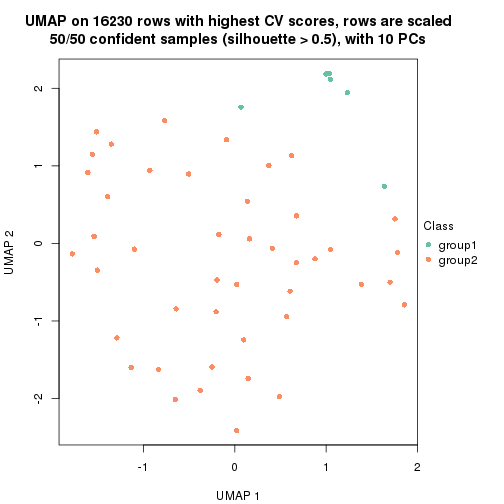 UMAP on 16230 rows with highest CV scores, rows are scaled
50/50 confident samples (silhouette > 0.5), with 10 PCs
2
1
0
-1
-2
UMAP 2
-1
0
1
2
UMAP 1
Class
group1
group2